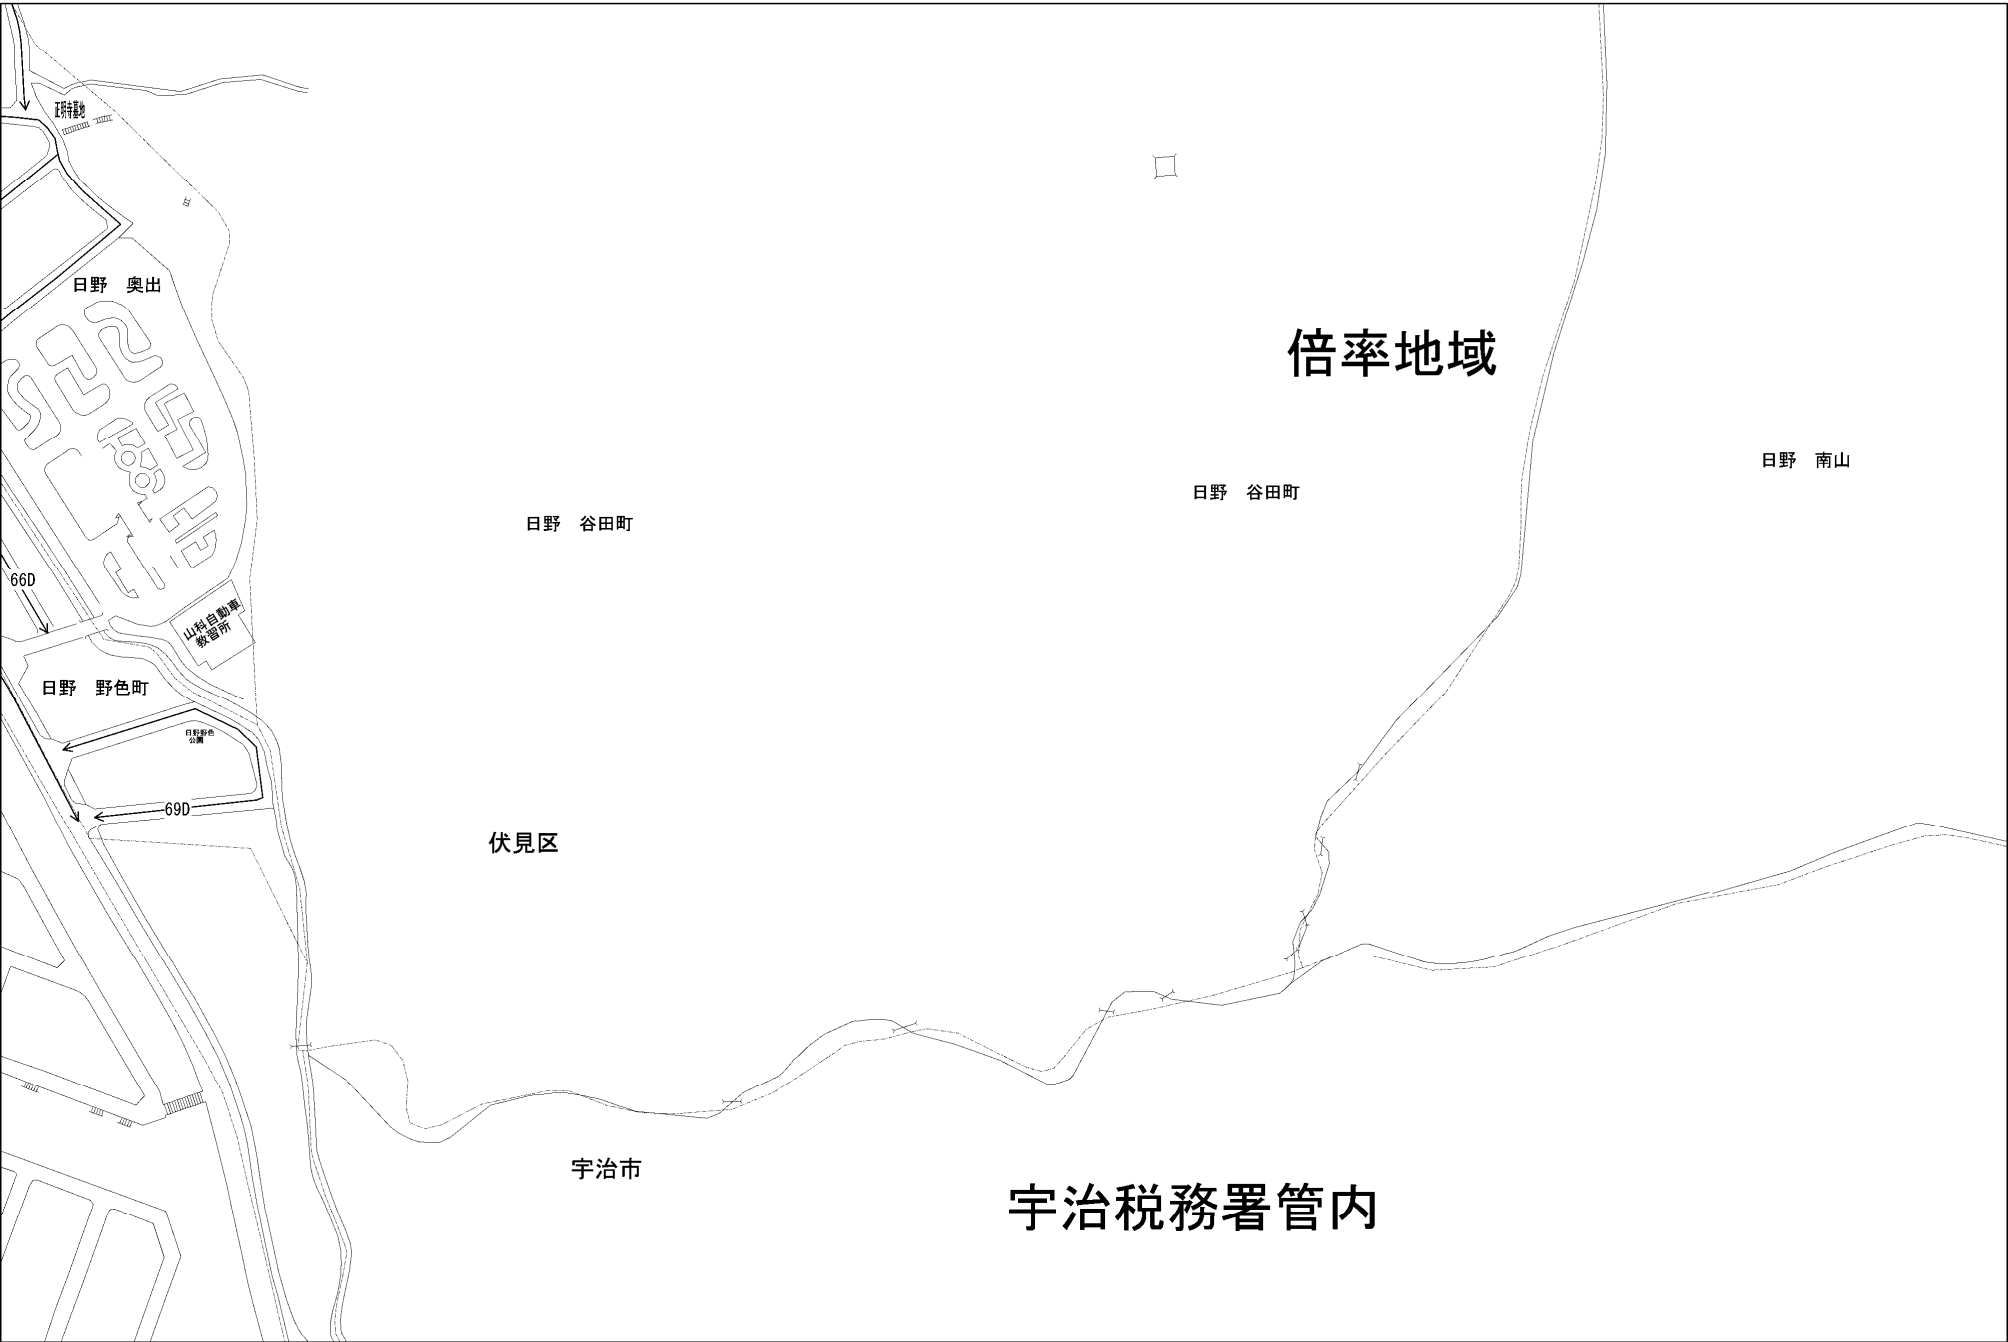 正明寺墓地
日野　奥出
倍率地域
日野　南山
日野　谷田町
日野　谷田町
66D
山科自動車
教習所
日野　野色町
日野野色
公園
69D
伏見区
宇治市
宇治税務署管内